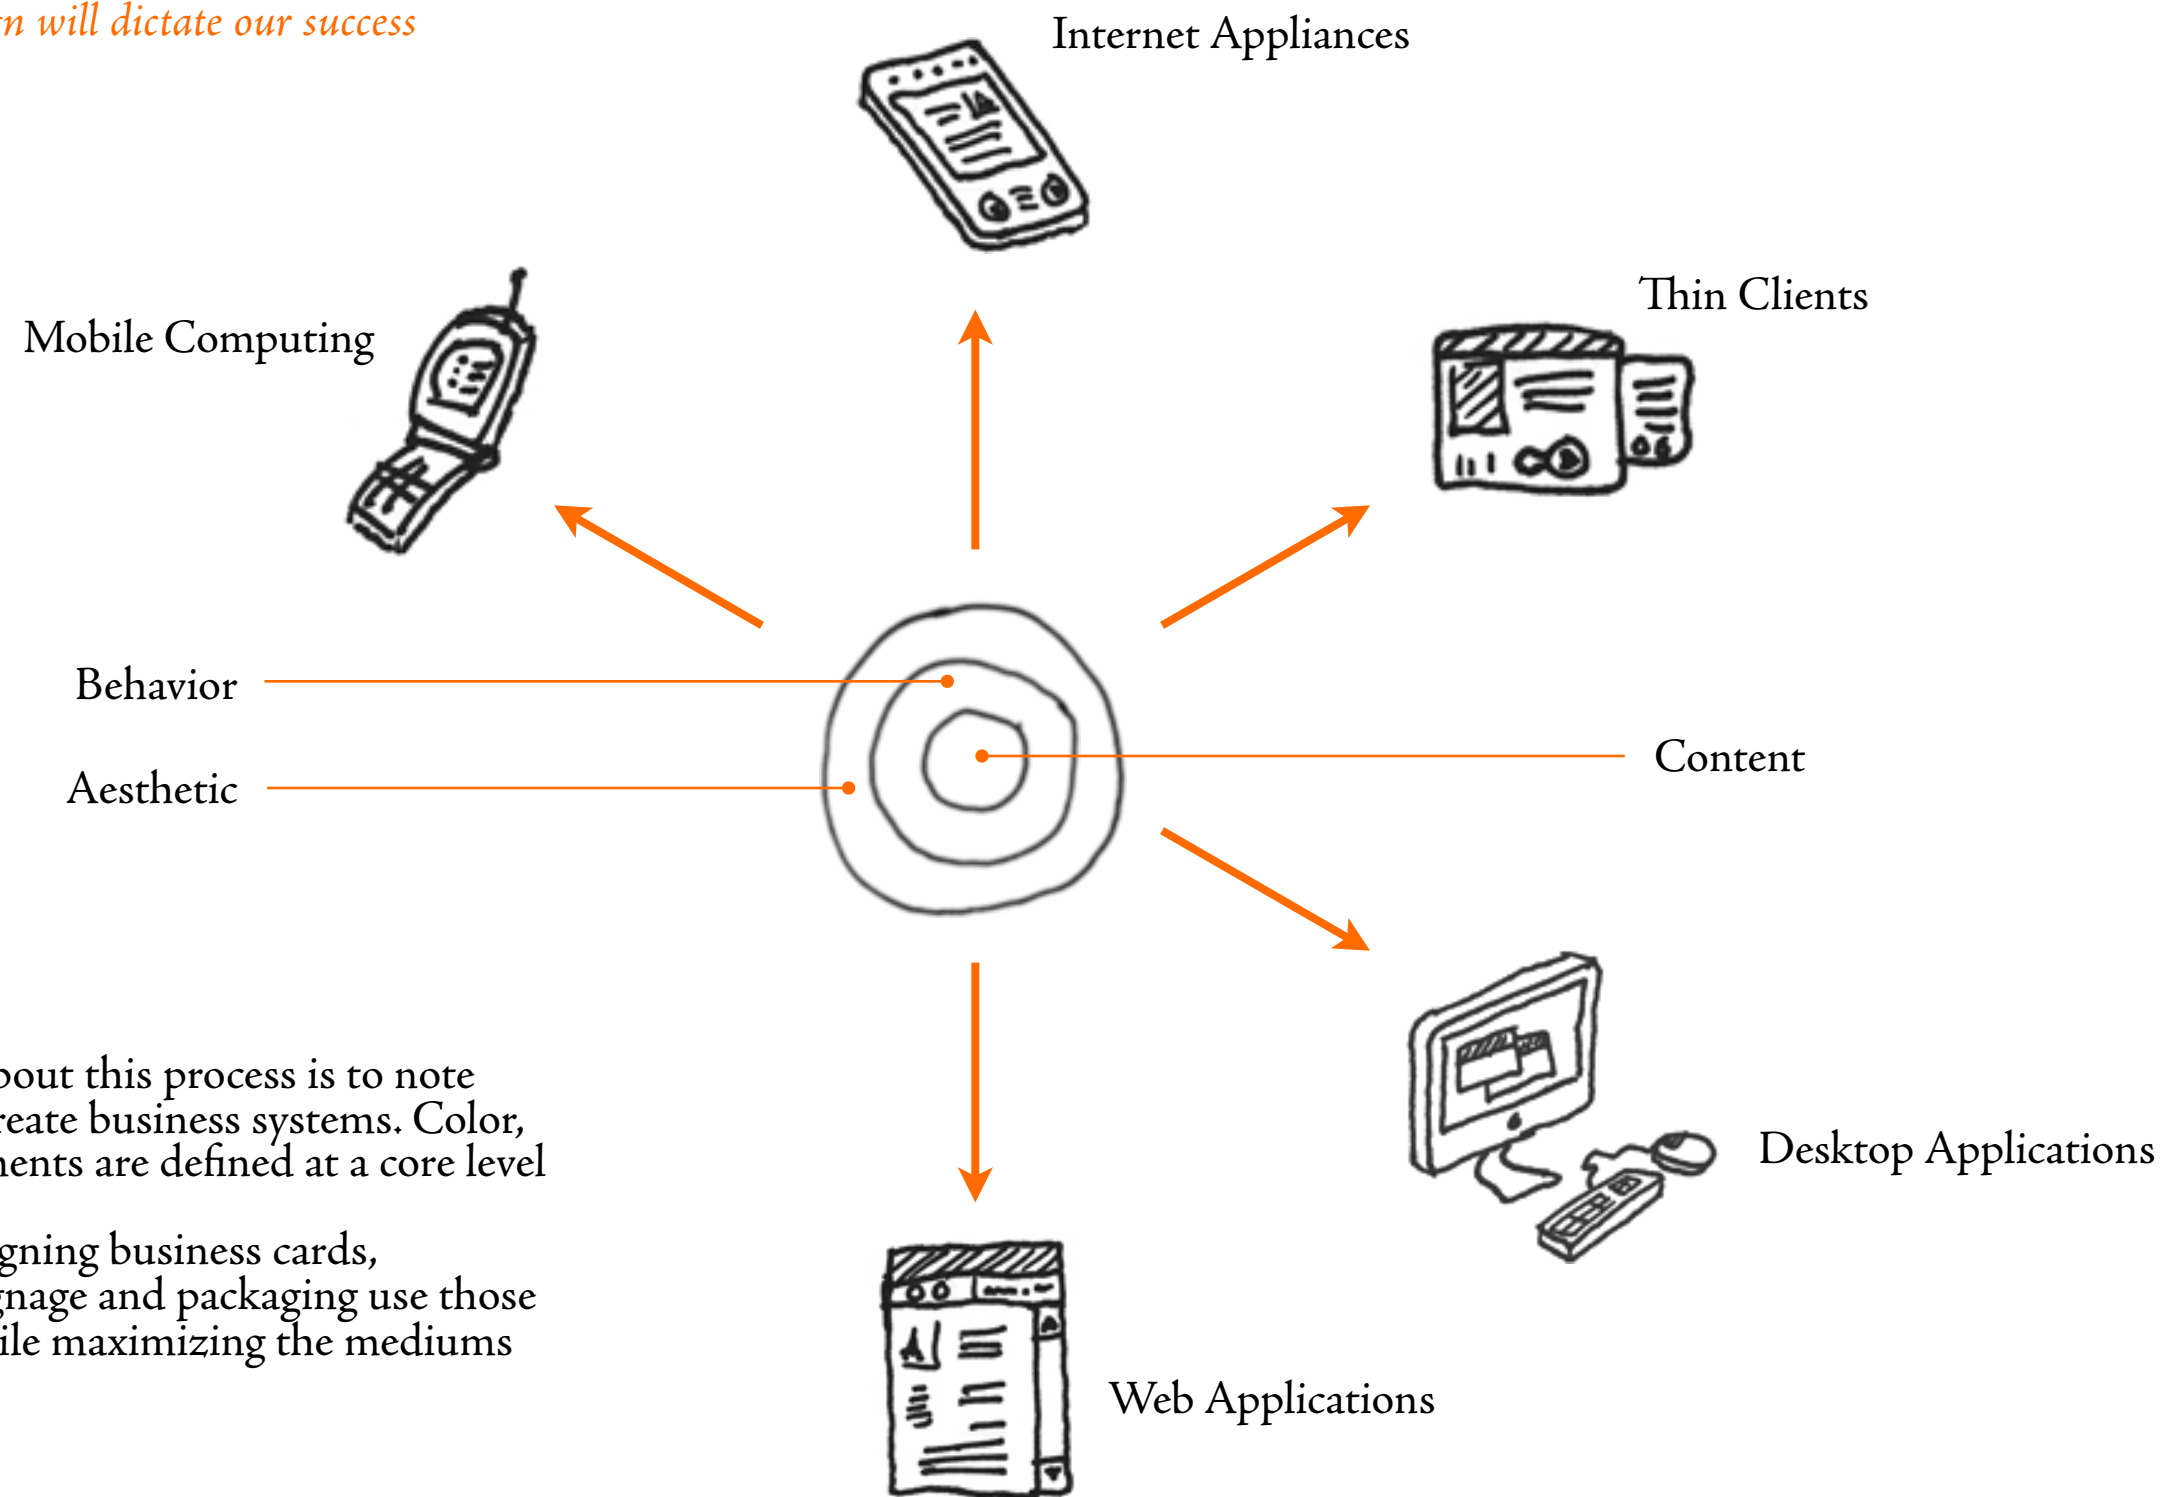 n will dictate our success
Internet Appliances
Thin Clients
Mobile Computing
Behavior
Content
Aesthetic
bout this process is to note
reate business systems. Color,
nents are defined at a core level
Desktop Applications
gning business cards,
gnage and packaging use those
ile maximizing the mediums
Web Applications